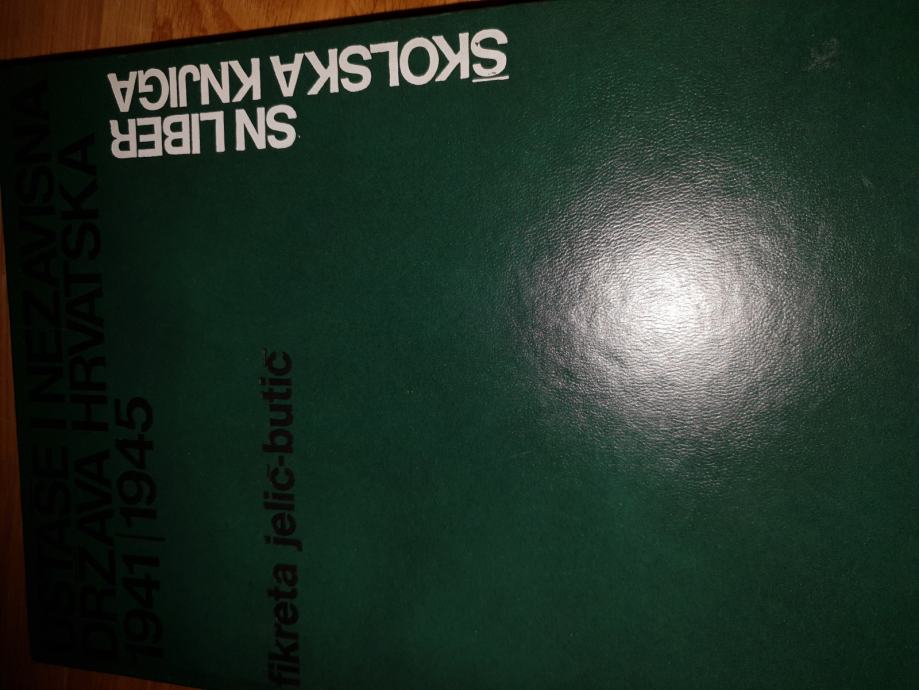 USTAŠE I NEZAVISNA
DRŽAVA HRVATSKA
1941|1945
fikreta jelić-butić
SN LIBER
ŠKOLSKA KNJIGA